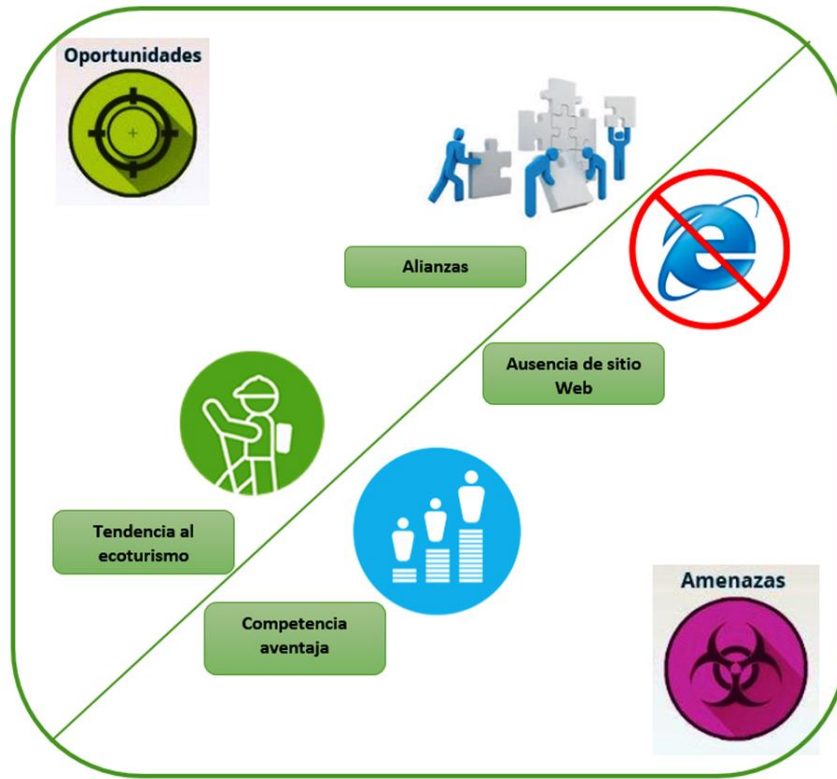 Oportunidades
Alianzas
Ausencia de sitio
Web
Tendencia al
ecoturismo
Amenazas
Competencia
aventaja